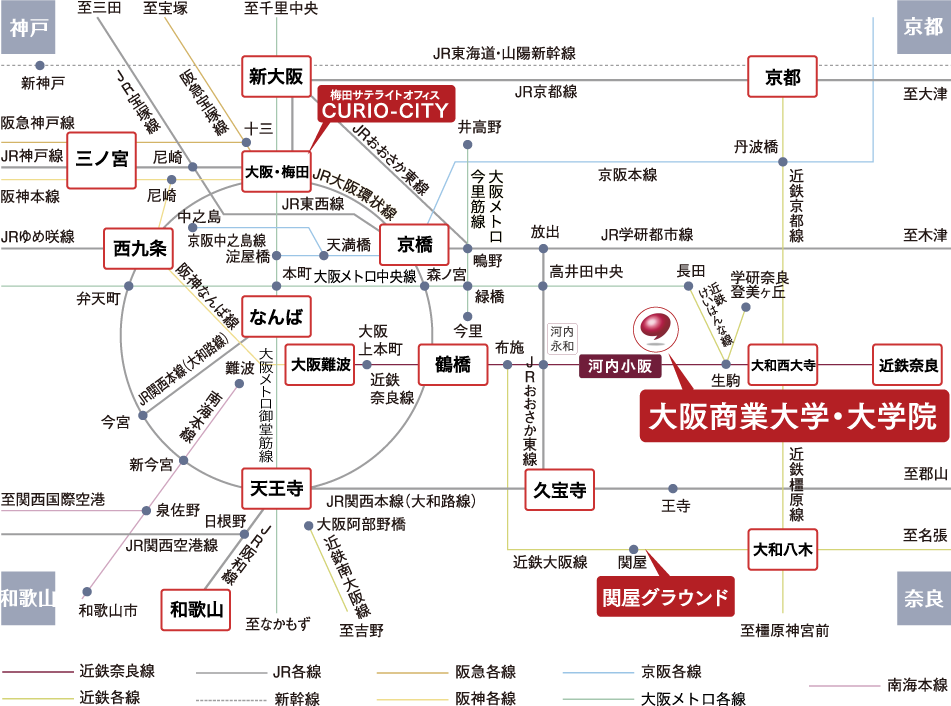 神戸
至三田
至宝塚
至千里中央
京都
JR東海道・山陽新幹線
新大阪
京都
新神戸
JR京都線
至大津
JR宝塚線
阪急宝塚線
梅田サテライトオフィス
CURIO-CITY
阪急神戸線
十三
井高野
JRおおさか東線
三ノ宮
JR神戸線
尼崎
大阪・梅田
丹波橋
京阪本線
近鉄京都線
JR大阪環状線
大阪メトロ
今里筋線
阪神本線
尼崎
JR東西線
中之島
JRゆめ咲線
西九条
京阪中之島線
淀屋橋
天満橋
京橋
放出
JR学研都市線
至木津
鴫野
阪神なんば線
本町
大阪メトロ中央線
森ノ宮
高井田中央
長田
学研奈良
登美ヶ丘
近鉄
けいはんな線
弁天町
緑橋
なんば
今里
大阪
上本町
布施
河内
永和
JR関西本線(大和路線)
大阪難波
鶴橋
河内小阪
大和西大寺
近鉄奈良
生駒
難波
近鉄
奈良線
大阪メトロ御堂筋線
JRおおさか東線
大阪商業大学・大学院
南海本線
今宮
新今宮
近鉄橿原線
天王寺
久宝寺
至郡山
JR関西本線(大和路線)
王寺
至関西国際空港
泉佐野
日根野
大阪阿部野橋
JR関西空港線
JR阪和線
近鉄南大阪線
大和八木
至名張
近鉄大阪線
関屋
和歌山
和歌山市
和歌山
関屋グラウンド
奈良
至なかもず
至吉野
至橿原神宮前
近鉄奈良線
JR各線
阪急各線
京阪各線
南海本線
近鉄各線
新幹線
阪神各線
大阪メトロ各線